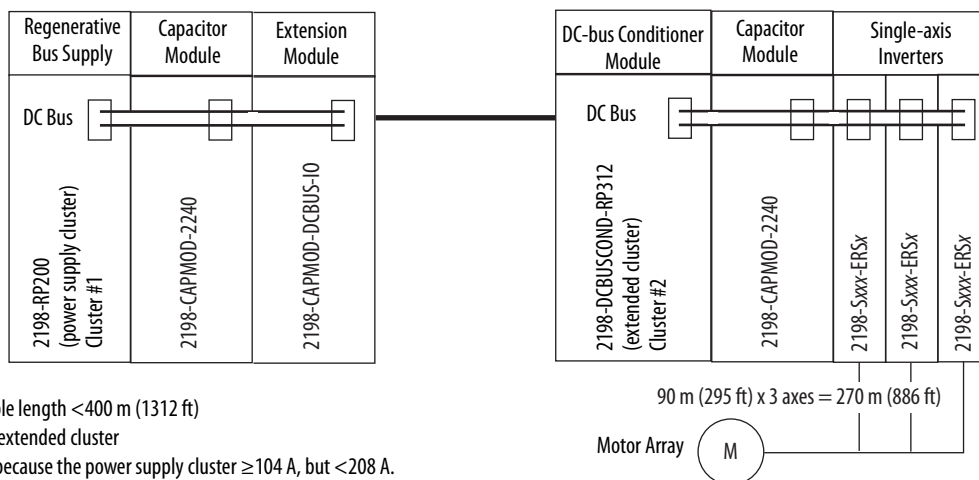 Regenerative
Bus Supply
Capacitor
Module
Extension
Module
DC Bus
2198-RP200
(power supply cluster)
Cluster #1
2198-CAPMOD-2240
2198-CAPMOD-DCBUS-IO
DC-bus Conditioner
Module
Capacitor
Module
Single-axis
Inverters
DC Bus
2198-DCBUSCOND-RP312
(extended cluster)
Cluster #2
2198-CAPMOD-2240
2198-Sxxx-ERSx
2198-Sxxx-ERSx
2198-Sxxx-ERSx
90 m (295 ft) x 3 axes = 270 m (886 ft)
Motor Array
M
length <400 m (1312 ft)
extended cluster
because the power supply cluster ≥104 A, but <208 A.